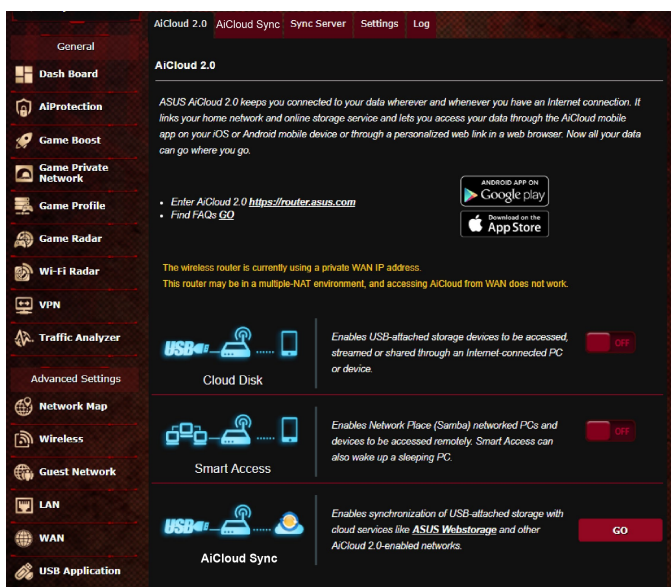 AiCloud 2.0 AiCloud Sync Sync Server Settings Log
General
Dash Board
AiProtection
Game Boost
Game Private
Network
Game Profile
Game Radar
Wi-Fi Radar
VPN
Traffic Analyzer
Advanced Settings
Network Map
Wireless
Guest Network
LAN
WAN
USB Application
AiCloud 2.0
ASUS AiCloud 2.0 keeps you connected to your data wherever and whenever you have an Internet connection. It
links your home network and online storage service and lets you access your data through the AiCloud mobile
app on your iOS or Android mobile device or through a personalized web link in a web browser. Now all your data
can go where you go.
Enter AiCloud 2.0 https://router.asus.com
Find FAQs GO
ANDROID APP ON
Google play
Download on the
App Store
The wireless router is currently using a private WAN IP address.
This router may be in a multiple-NAT environment, and accessing AiCloud from WAN does not work.
USB
Cloud Disk
Enables USB-attached storage devices to be accessed,
streamed or shared through an Internet-connected PC
or device.
OFF
Smart Access
Enables Network Place (Samba) networked PCs and
devices to be accessed remotely. Smart Access can
also wake up a sleeping PC.
OFF
USB
AiCloud Sync
Enables synchronization of USB-attached storage with
cloud services like ASUS Webstorage and other
AiCloud 2.0-enabled networks.
GO